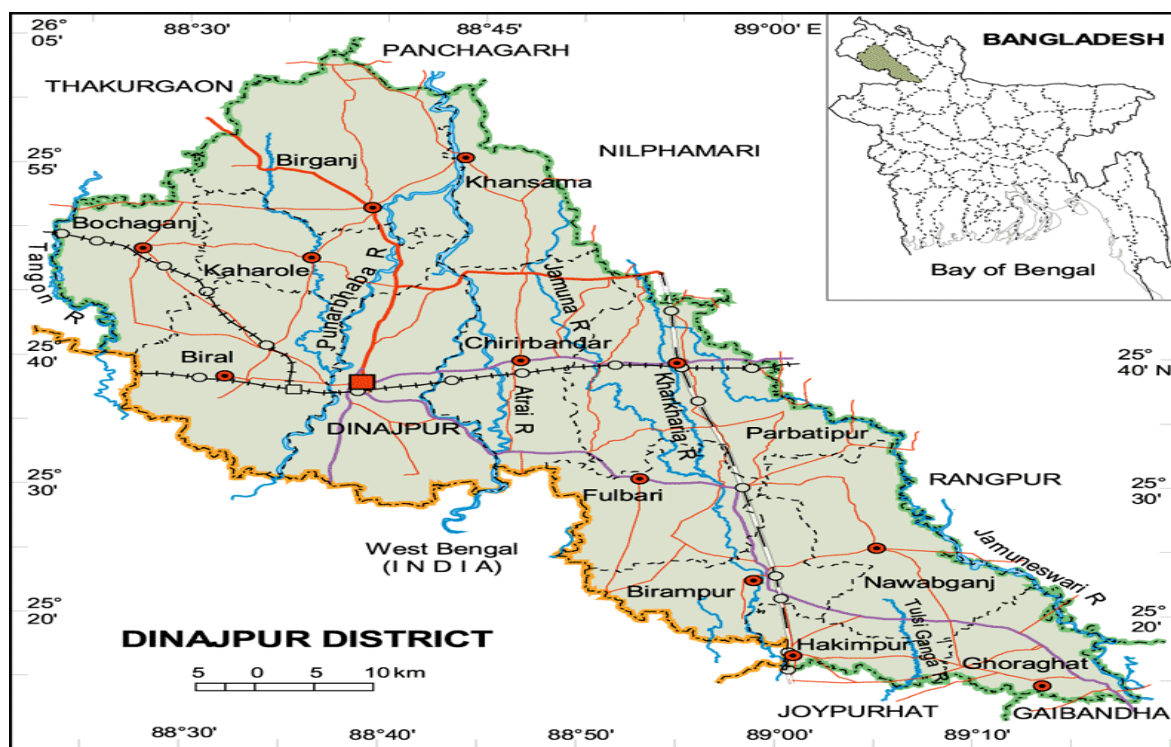 26°
05'
88°30'
88°45'
89°00' E
PANCHAGARH
THAKURGAON
BANGLADESH
NILPHAMARI
25°
55'
Birganj
Khansama
Bochaganj
Kaharole
Tangon R
Punarbhaba R
Jamuna R
Bay of Bengal
25°
40'
25°
40' N
Biral
Chirirbandar
Atrai R
Kharkharia R
DINAJPUR
Parbatipur
25°
30'
25°
30'
Fulbari
RANGPUR
West Bengal
(INDIA)
Jamuneswari R
Birampur
Nawabganj
25°
20'
25°
20'
Tulsi Ganga R
DINAJPUR DISTRICT
Hakimpur
Ghoraghat
5 0 5 10 km
JOYPURHAT
GAIBANDHA
88°30'
88°40'
88°50'
89°00'
89°10'